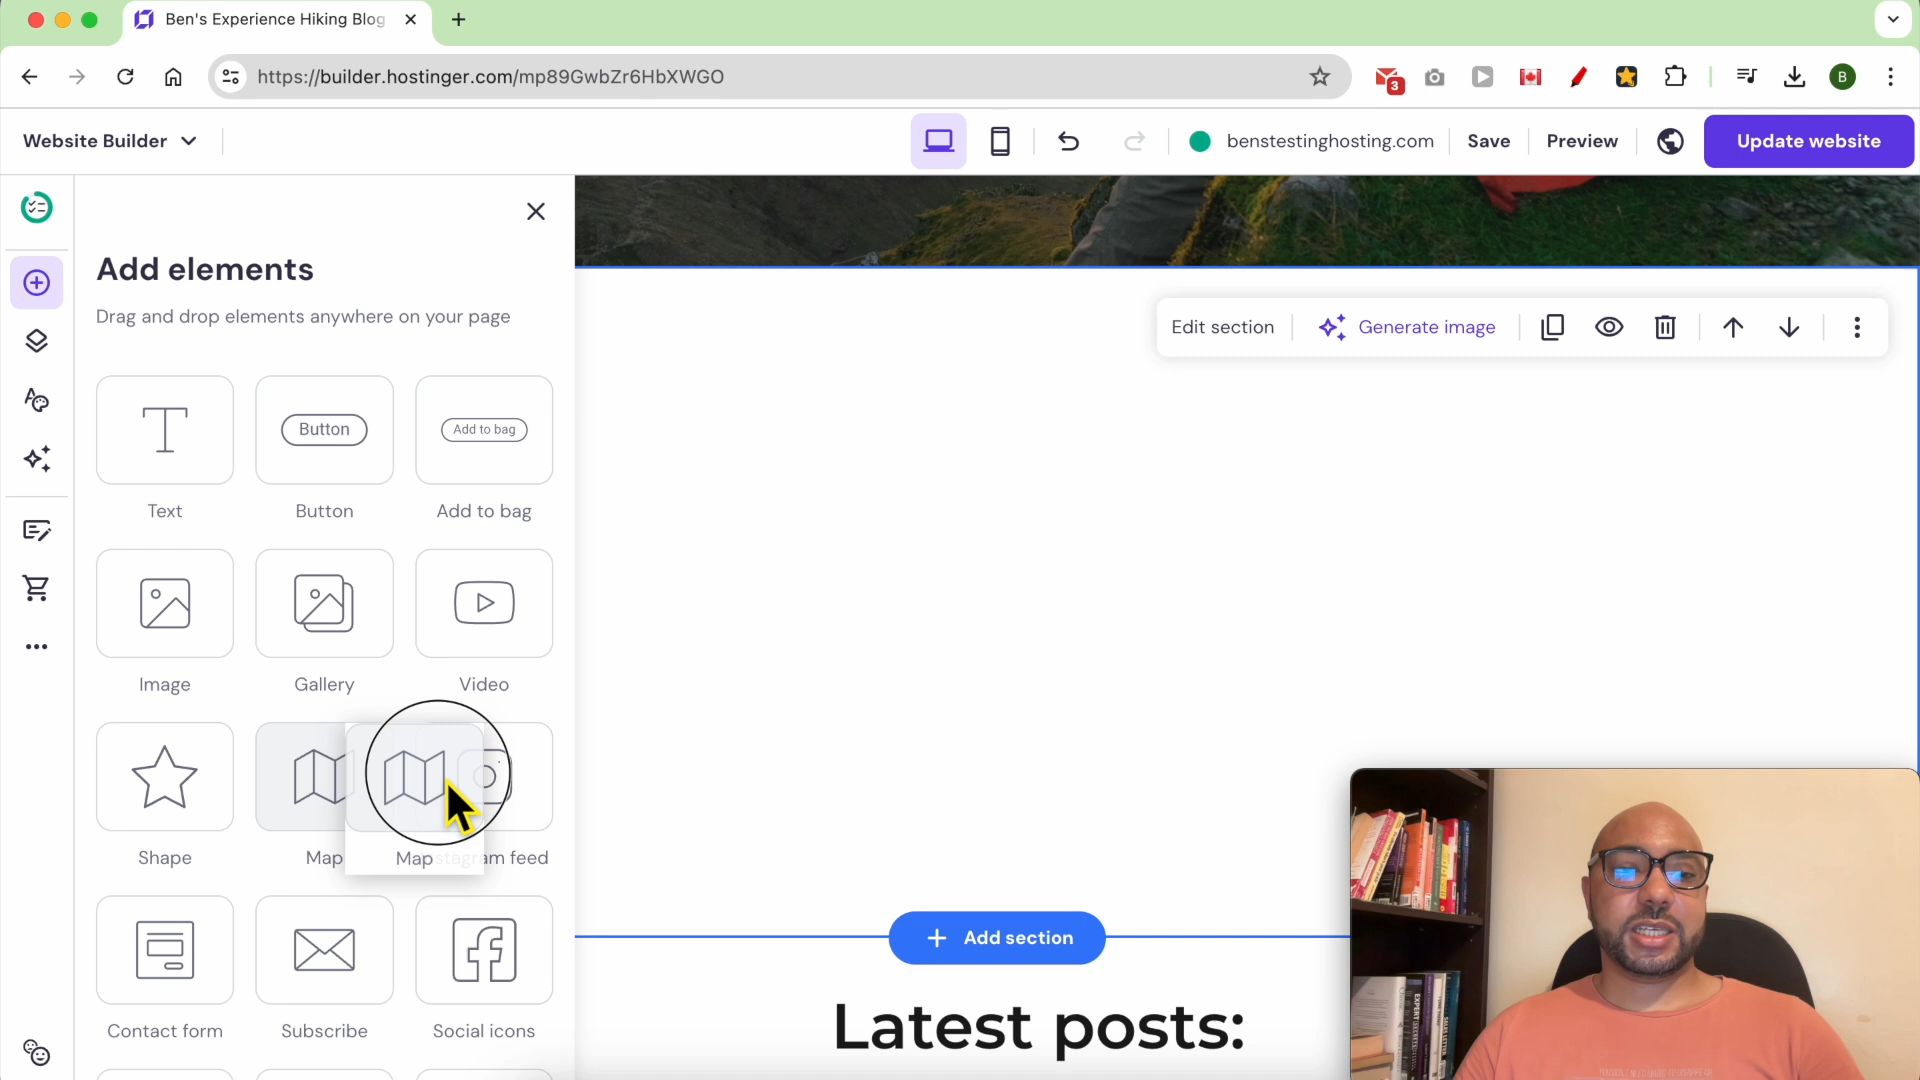 Ben's Experience Hiking Blog
https://builder.hostinger.com/mp89GwbZr6HbXWGO
3
B
Website Builder
benstestinghosting.com
Save
Preview
Update website
Add elements
Drag and drop elements anywhere on your page
Edit section
Generate image
Button
Add to bag
Text
Button
Add to bag
Image
Gallery
Video
Shape
Map
Map
stagram feed
Add section
Contact form
Subscribe
Social icons
Latest posts: